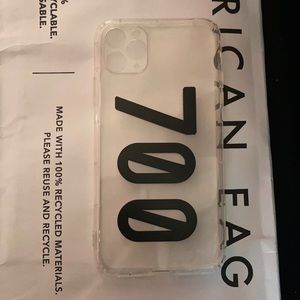 700
RICAN EAG
MADE WITH 100% RECYCLED MATERIALS.
PLEASE REUSE AND RECYCLE.